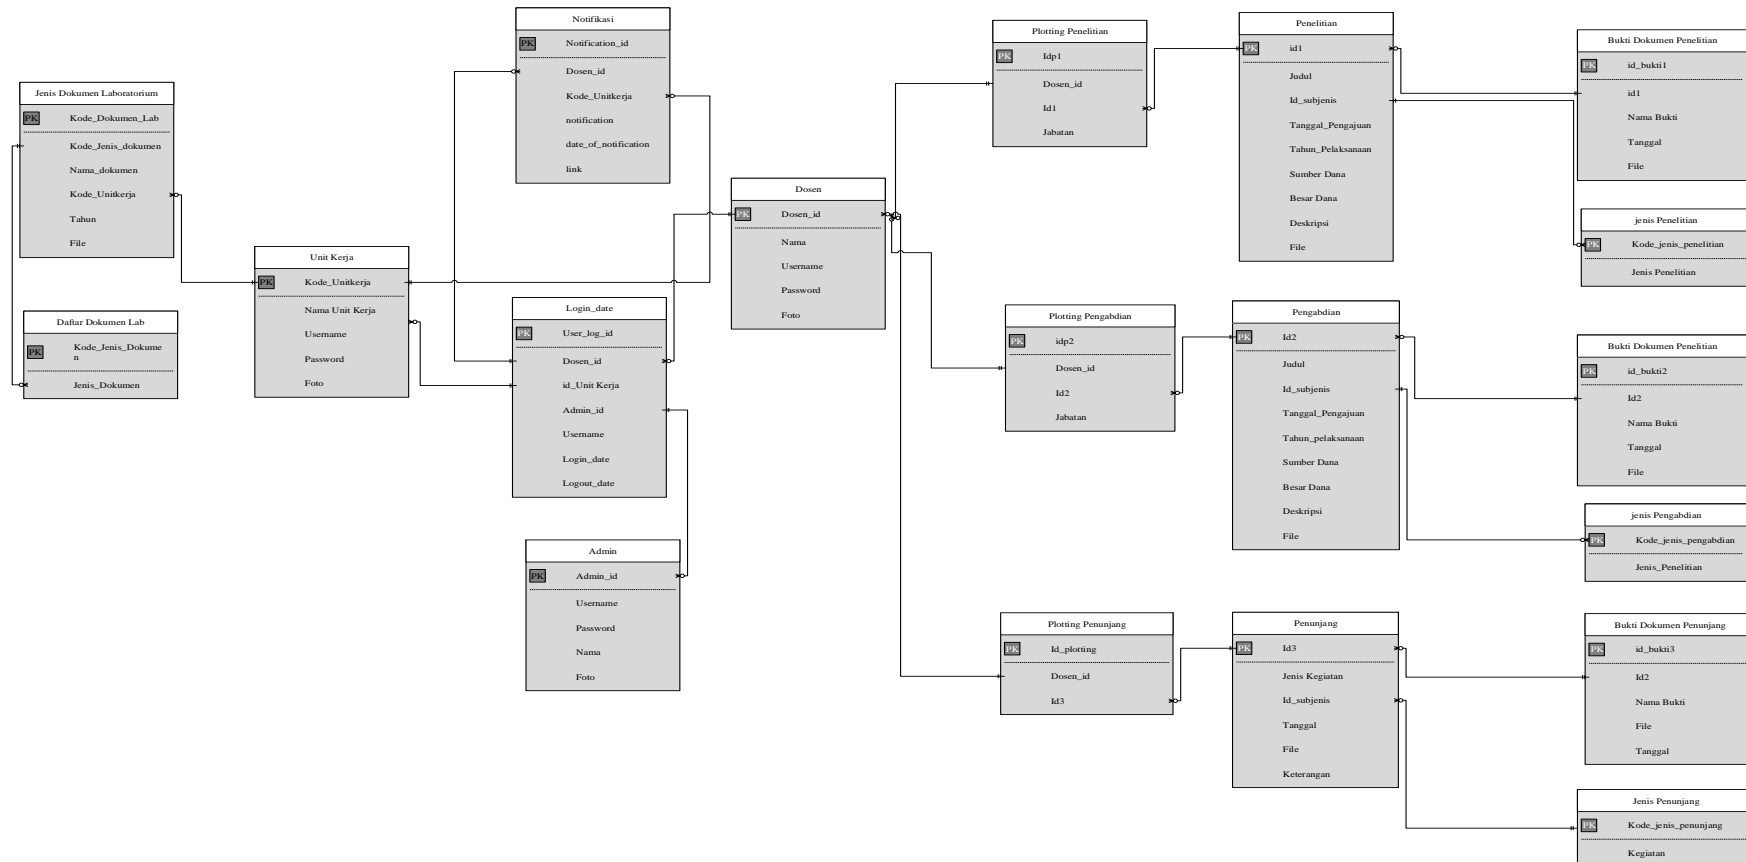 Notifikasi
PK Notification_id
Dosen_id
Kode_Unitkerja
notification
date_of_notification
link
Jenis Dokumen Laboratorium
PK Kode_Dokumen_Lab
Kode_Jenis_dokumen
Nama_dokumen
Kode_Unitkerja
Tahun
File
Daftar Dokumen Lab
PK Kode_Jenis_Dokume
n
Jenis_Dokumen
Unit Kerja
PK Kode_Unitkerja
Nama Unit Kerja
Username
Password
Foto
Login_date
PK User_log_id
Dosen_id
id_Unit Kerja
Admin_id
Username
Login_date
Logout_date
Admin
PK Admin_id
Username
Password
Nama
Foto
Dosen
PK Dosen_id
Nama
Username
Password
Foto
Plotting Penelitian
PK Idp1
Dosen_id
Id1
Jabatan
Plotting Pengabdian
PK idp2
Dosen_id
Id2
Jabatan
Plotting Penunjang
PK Id_plotting
Dosen_id
Id3
Penelitian
PK id1
Judul
Id_subjenis
Tanggal_Pengajuan
Tahun_Pelaksanaan
Sumber Dana
Besar Dana
Deskripsi
File
Pengabdian
PK Id2
Judul
Id_subjenis
Tanggal_Pengajuan
Tahun_pelaksanaan
Sumber Dana
Besar Dana
Deskripsi
File
Penunjang
PK Id3
Jenis Kegiatan
Id_subjenis
Tanggal
File
Keterangan
Bukti Dokumen Penelitian
PK id_bukti1
id1
Nama Bukti
Tanggal
File
jenis Penelitian
PK Kode_jenis_penelitian
Jenis Penelitian
Bukti Dokumen Penelitian
PK id_bukti2
Id2
Nama Bukti
Tanggal
File
jenis Pengabdian
PK Kode_jenis_pengabdian
Jenis_Penelitian
Bukti Dokumen Penunjang
PK id_bukti3
Id2
Nama Bukti
File
Tanggal
Jenis Penunjang
PK Kode_jenis_penunjang
Kegiatan